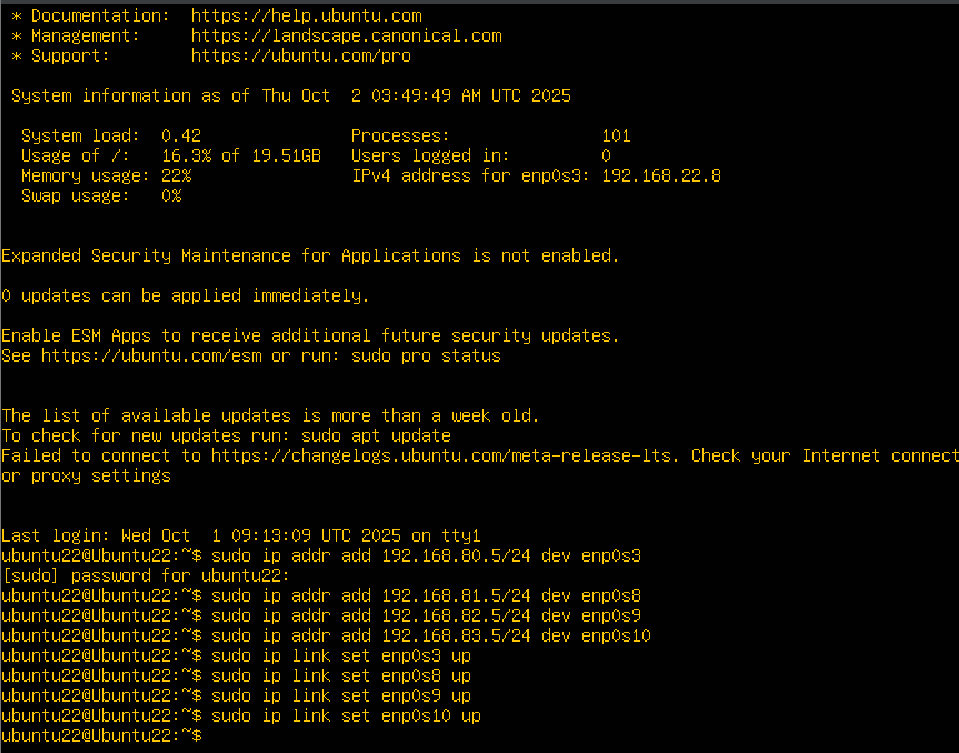 * Documentation:  https://help.ubuntu.com
* Management:     https://landscape.canonical.com
* Support:        https://ubuntu.com/pro
System information as of Thu Oct  2 03:49:49 AM UTC 2025
System load:  0.42               Processes:               101
Usage of /:   16.3% of 19.51GB   Users logged in:         0
Memory usage: 22%                IPv4 address for enp0s3: 192.168.22.8
Swap usage:   0%
Expanded Security Maintenance for Applications is not enabled.
0 updates can be applied immediately.
Enable ESM Apps to receive additional future security updates.
See https://ubuntu.com/esm or run: sudo pro status
The list of available updates is more than a week old.
To check for new updates run: sudo apt update
Failed to connect to https://changelogs.ubuntu.com/meta-release-lts. Check your Internet connect
or proxy settings
Last login: Wed Oct  1 09:13:09 UTC 2025 on tty1
ubuntu22@Ubuntu22:~$ sudo ip addr add 192.168.80.5/24 dev enp0s3
[sudo] password for ubuntu22:
ubuntu22@Ubuntu22:~$ sudo ip addr add 192.168.81.5/24 dev enp0s8
ubuntu22@Ubuntu22:~$ sudo ip addr add 192.168.82.5/24 dev enp0s9
ubuntu22@Ubuntu22:~$ sudo ip addr add 192.168.83.5/24 dev enp0s10
ubuntu22@Ubuntu22:~$ sudo ip link set enp0s3 up
ubuntu22@Ubuntu22:~$ sudo ip link set enp0s8 up
ubuntu22@Ubuntu22:~$ sudo ip link set enp0s9 up
ubuntu22@Ubuntu22:~$ sudo ip link set enp0s10 up
ubuntu22@Ubuntu22:~$